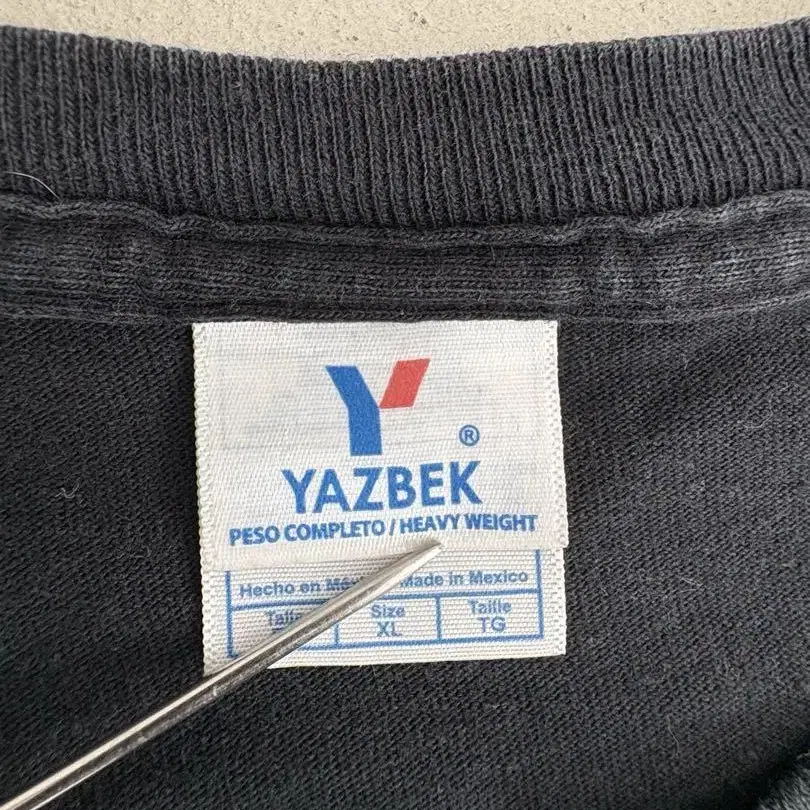 Y
®
YAZBEK
PESO COMPLETO / HEAVY WEIGHT
Hecho en Made in Mexico
Size Taille
XL TG